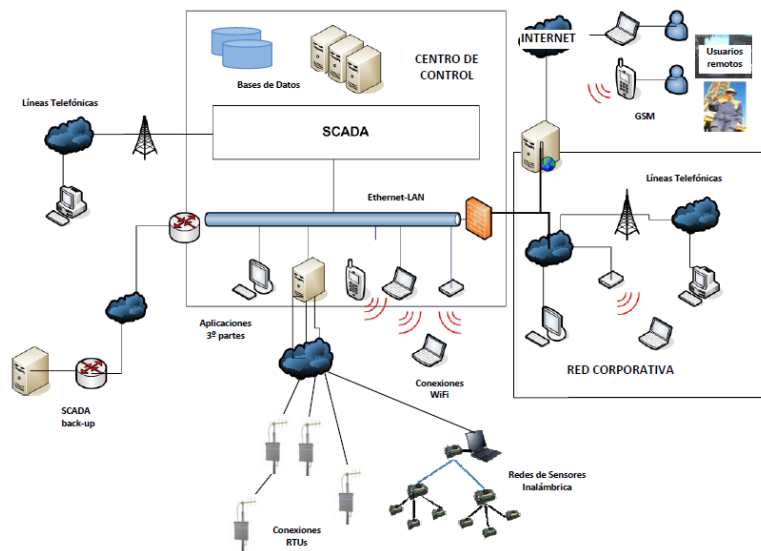 INTERNET
Usuarios
remotos
CENTRO DE
CONTROL
Bases de Datos
GSM
Líneas Telefónicas
SCADA
Ethernet-LAN
Líneas Telefónicas
Aplicaciones
3º partes
Conexiones
WiFi
RED CORPORATIVA
SCADA
back-up
Redes de Sensores
Inalámbrica
Conexiones
RTUs